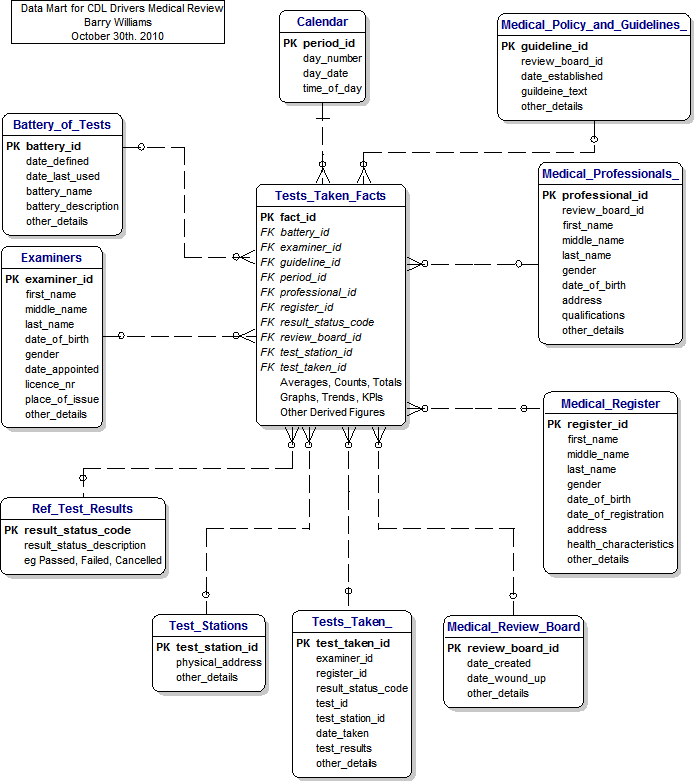 Data Mart for CDL Drivers Medical Review
Barry Williams
October 30th. 2010
Calendar
PK period_id
day_number
day_date
time_of_day
Medical_Policy_and_Guidelines_
PK guideline_id
review_board_id
date_established
guildeine_text
other_details
Battery_of_Tests
PK battery_id
date_defined
date_last_used
battery_name
battery_description
other_details
Medical_Professionals_
PK professional_id
review_board_id
first_name
middle_name
last_name
gender
date_of_birth
address
qualifications
other_details
Tests_Taken_Facts
PK fact_id
FK battery_id
FK examiner_id
FK guideline_id
FK period_id
FK professional_id
FK register_id
FK result_status_code
FK review_board_id
FK test_station_id
FK test_taken_id
Averages, Counts, Totals
Graphs, Trends, KPIs
Other Derived Figures
Examiners
PK examiner_id
first_name
middle_name
last_name
date_of_birth
gender
date_appointed
licence_nr
place_of_issue
other_details
Medical_Register
PK register_id
first_name
middle_name
last_name
gender
date_of_birth
date_of_registration
address
health_characteristics
other_details
Ref_Test_Results
PK result_status_code
result_status_description
eg Passed, Failed, Cancelled
Test_Stations
PK test_station_id
physical_address
other_details
Tests_Taken_
PK test_taken_id
examiner_id
register_id
result_status_code
test_id
test_station_id
date_taken
test_results
other_details
Medical_Review_Board
PK review_board_id
date_created
date_wound_up
other_details